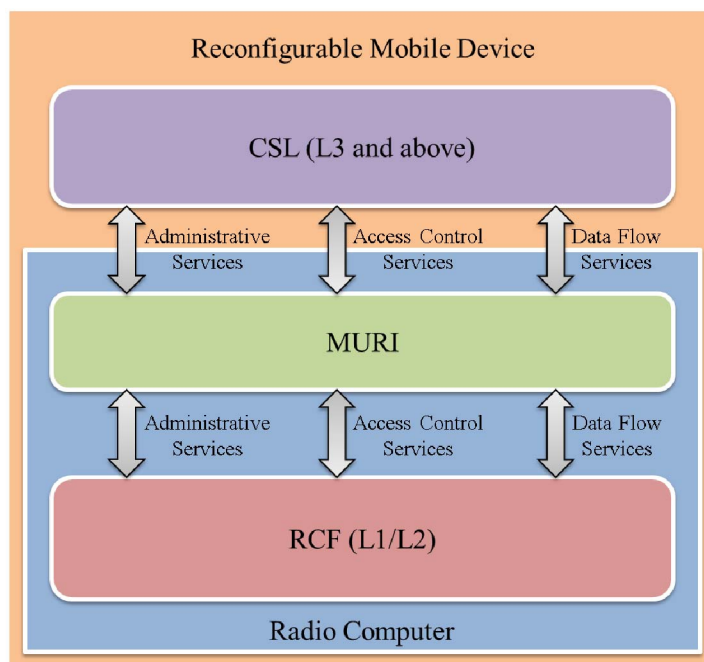 Reconfigurable Mobile Device
CSL (L3 and above)
Administrative Services
Access Control Services
Data Flow Services
MURI
Administrative Services
Access Control Services
Data Flow Services
RCF (L1/L2)
Radio Computer